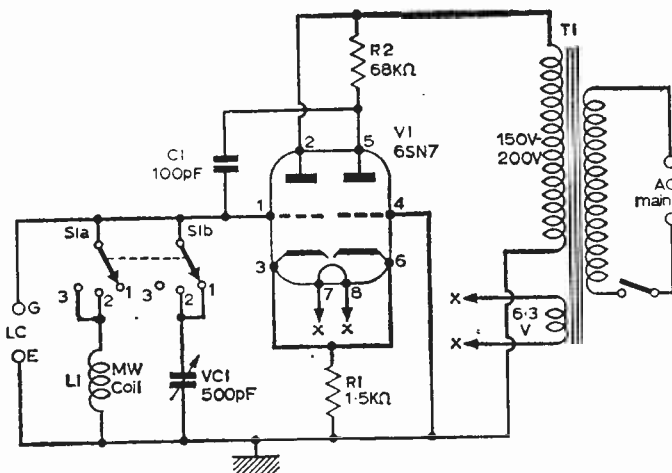 T1
R2
68KΩ
2
5
V1
6SN7
150V-
200V
C1
100pF
AC
main
1
4
S1a
S1b
3
6
3
2
1
3
2
1
7
8
X
X
X
X
6·3
V
G
LC
E
L1
MW
Coil
VC1
500pF
R1
1.5KΩ